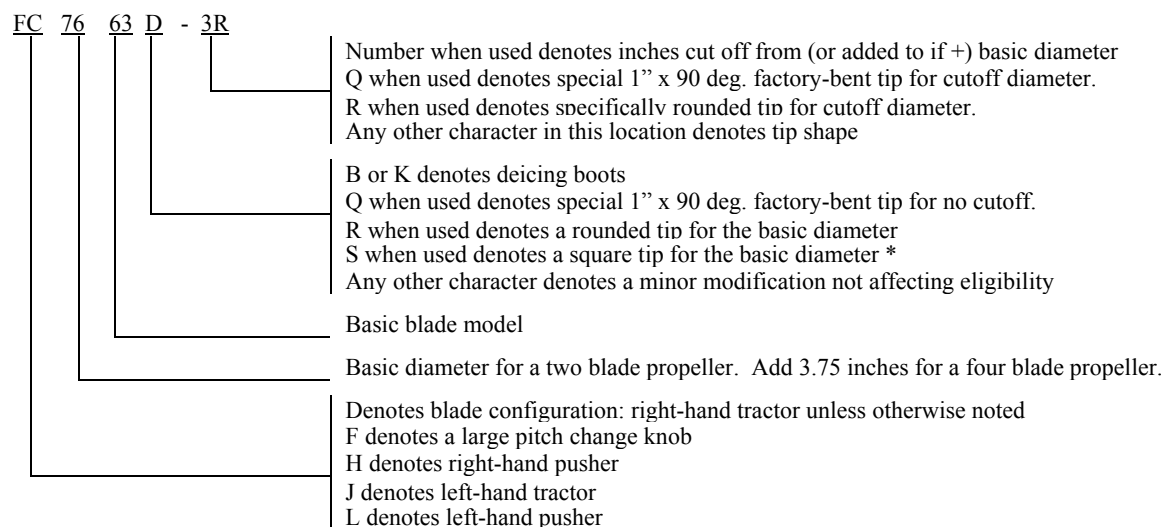 FC 76 63 D - 3R
Number when used denotes inches cut off from (or added to if +) basic diameter
Q when used denotes special 1” x 90 deg. factory-bent tip for cutoff diameter.
R when used denotes specifically rounded tip for cutoff diameter.
Any other character in this location denotes tip shape
B or K denotes deicing boots
Q when used denotes special 1” x 90 deg. factory-bent tip for no cutoff.
R when used denotes a rounded tip for the basic diameter
S when used denotes a square tip for the basic diameter *
Any other character denotes a minor modification not affecting eligibility
Basic blade model
Basic diameter for a two blade propeller.  Add 3.75 inches for a four blade propeller.
Denotes blade configuration: right-hand tractor unless otherwise noted
F denotes a large pitch change knob
H denotes right-hand pusher
J denotes left-hand tractor
L denotes left-hand pusher